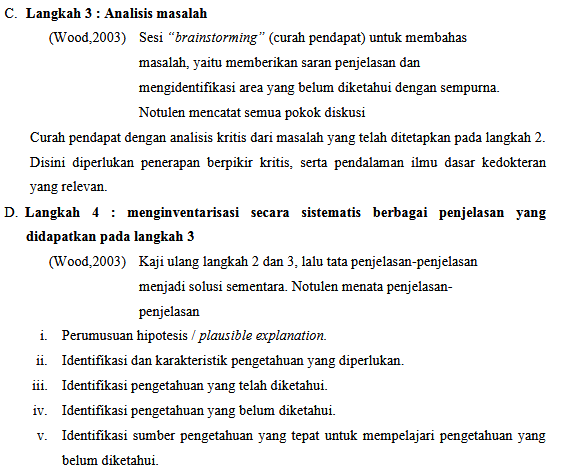 C. Langkah 3 : Analisis masalah
(Wood,2003) Sesi “brainstorming” (curah pendapat) untuk membahas
masalah, yaitu memberikan saran penjelasan dan
mengidentifikasi area yang belum diketahui dengan sempurna.
Notulen mencatat semua pokok diskusi
Curah pendapat dengan analisis kritis dari masalah yang telah ditetapkan pada langkah 2.
Disini diperlukan penerapan berpikir kritis, serta pendalaman ilmu dasar kedokteran
yang relevan.
D. Langkah 4 : menginventarisasi secara sistematis berbagai penjelasan yang
didapatkan pada langkah 3
(Wood,2003) Kaji ulang langkah 2 dan 3, lalu tata penjelasan-penjelasan
menjadi solusi sementara. Notulen menata penjelasan-
penjelasan
i. Perumusuan hipotesis / plausible explanation.
ii. Identifikasi dan karakteristik pengetahuan yang diperlukan.
iii. Identifikasi pengetahuan yang telah diketahui.
iv. Identifikasi pengetahuan yang belum diketahui.
v. Identifikasi sumber pengetahuan yang tepat untuk mempelajari pengetahuan yang
belum diketahui.